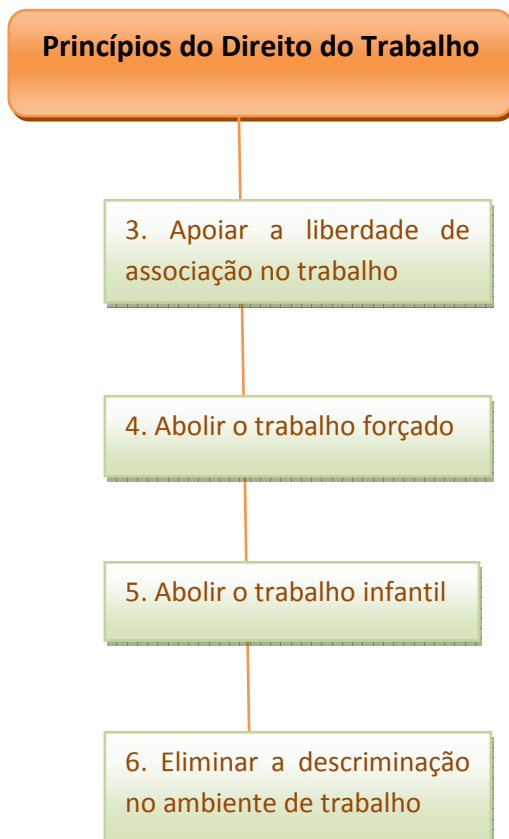 Princípios do Direito do Trabalho
3. Apoiar a liberdade de
associação no trabalho
4. Abolir o trabalho forçado
5. Abolir o trabalho infantil
6. Eliminar a descriminação
no ambiente de trabalho